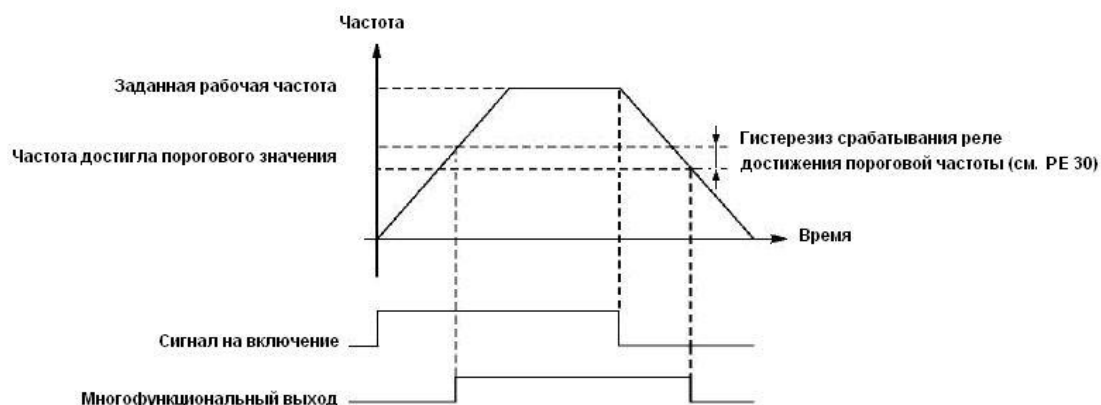 Частота
Заданная рабочая частота
Частота достигла порогового значения
Гистерезиз срабатывания реле
достижения пороговой частоты (см. PE 30)
Время
Сигнал на включение
Многофункциональный выход